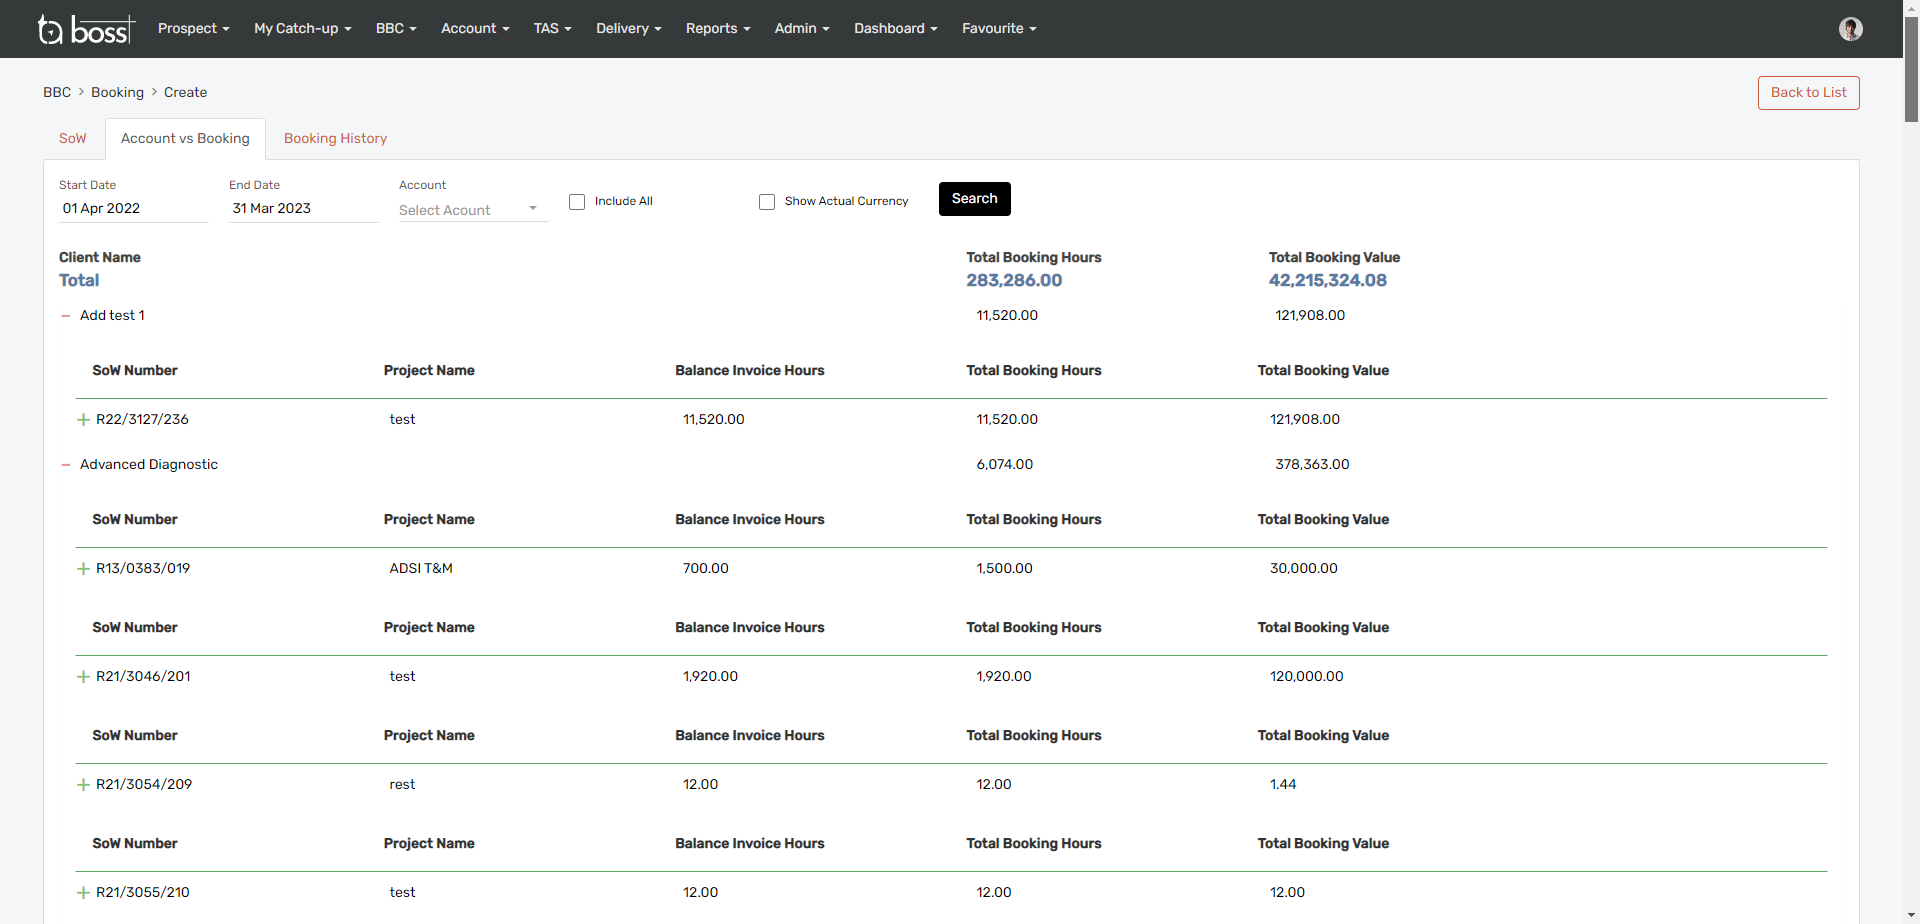 boss Prospect My Catch-up BBC Account TAS Delivery Reports Admin Dashboard Favourite
BBC > Booking > Create Back to List
SoW Account vs Booking Booking History
Start Date End Date Account
01 Apr 2022 31 Mar 2023 Select Acount Include All Show Actual Currency Search
Client Name Total Booking Hours Total Booking Value
Total 283,286.00 42,215,324.08
− Add test 1 11,520.00 121,908.00
SoW Number Project Name Balance Invoice Hours Total Booking Hours Total Booking Value
+ R22/3127/236 test 11,520.00 11,520.00 121,908.00
− Advanced Diagnostic 6,074.00 378,363.00
SoW Number Project Name Balance Invoice Hours Total Booking Hours Total Booking Value
+ R13/0383/019 ADSI T&M 700.00 1,500.00 30,000.00
SoW Number Project Name Balance Invoice Hours Total Booking Hours Total Booking Value
+ R21/3046/201 test 1,920.00 1,920.00 120,000.00
SoW Number Project Name Balance Invoice Hours Total Booking Hours Total Booking Value
+ R21/3054/209 rest 12.00 12.00 1.44
SoW Number Project Name Balance Invoice Hours Total Booking Hours Total Booking Value
+ R21/3055/210 test 12.00 12.00 12.00